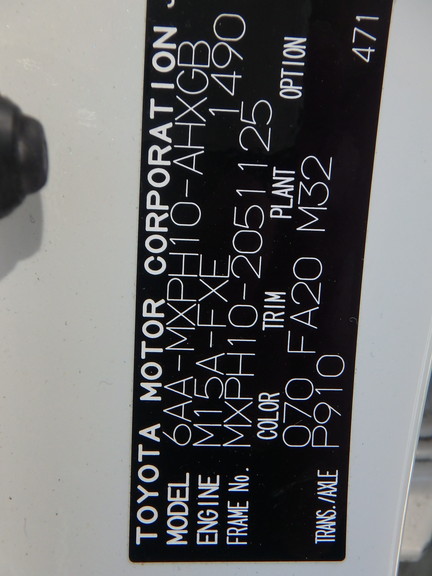 TOYOTA MOTOR CORPORATION
MODEL 6AA-MXPH10-AHXGB
ENGINE M15A-FXE 1490
FRAME No. MXPH10-2051125
COLOR TRIM PLANT OPTION
070 FA20 M32
TRANS./AXLE P910
471